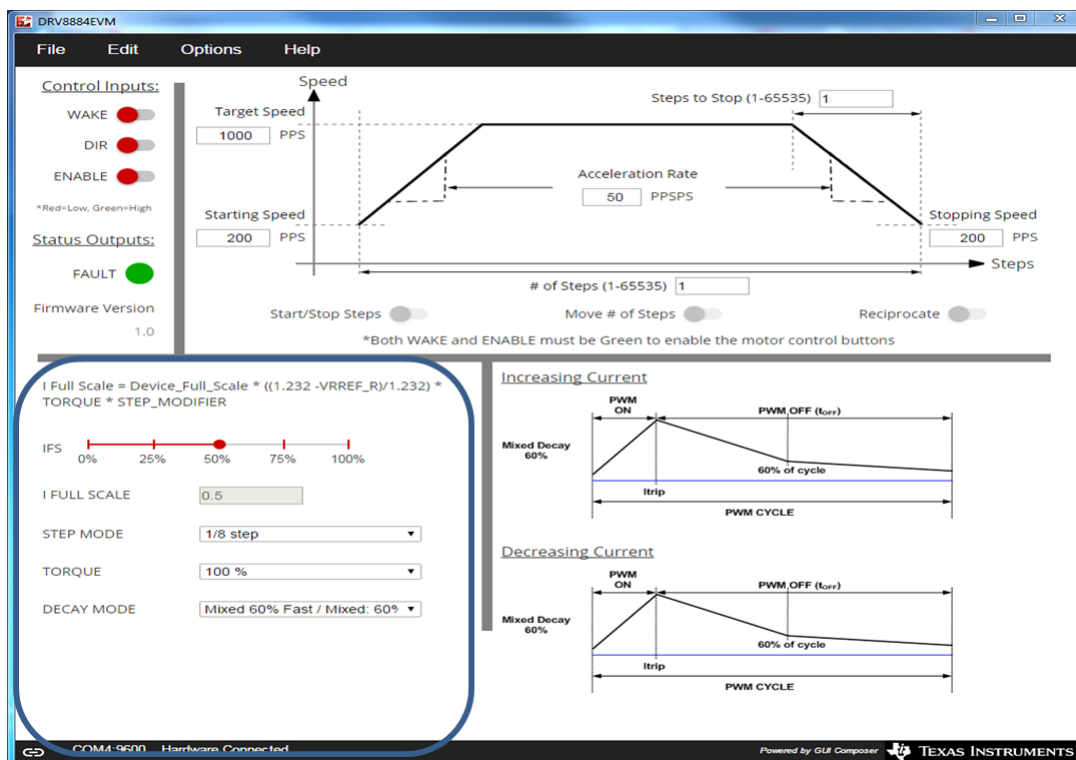 DRV8884EVM
File Edit Options Help
Control Inputs:
WAKE
DIR
ENABLE
*Red=Low, Green=High
Status Outputs:
FAULT
Firmware Version
1.0
Speed
Steps to Stop (1-65535) 1
Target Speed
1000 PPS
Acceleration Rate
50 PPSPS
Starting Speed
200 PPS
Stopping Speed
200 PPS
Steps
# of Steps (1-65535) 1
Start/Stop Steps Move # of Steps Reciprocate
*Both WAKE and ENABLE must be Green to enable the motor control buttons
I Full Scale = Device_Full_Scale * ((1.232 -VRREF_R)/1.232) *
TORQUE * STEP_MODIFIER
IFS
0% 25% 50% 75% 100%
I FULL SCALE 0.5
STEP MODE 1/8 step
TORQUE 100 %
DECAY MODE Mixed 60% Fast / Mixed: 60%
Increasing Current
PWM
ON
PWM OFF (tOFF)
Mixed Decay
60%
60% of cycle
Itrip
PWM CYCLE
Decreasing Current
PWM
ON
PWM OFF (tOFF)
Mixed Decay
60%
60% of cycle
Itrip
PWM CYCLE
COM4:9600 Hardware Connected
Powered by GUI Composer TEXAS INSTRUMENTS